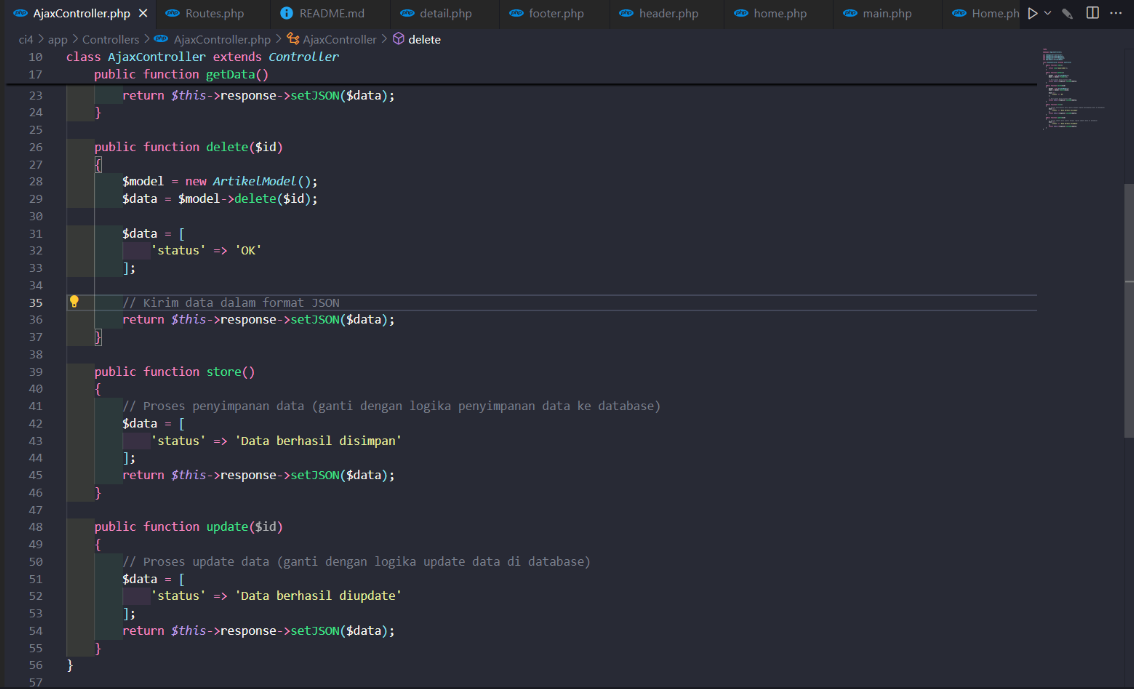 AjaxController.php Routes.php README.md detail.php footer.php header.php home.php main.php Home.ph
ci4 > app > Controllers > AjaxController.php > AjaxController > delete
10 class AjaxController extends Controller
17     public function getData()
23         return $this->response->setJSON($data);
24     }
25
26     public function delete($id)
27     {
28         $model = new ArtikelModel();
29         $data = $model->delete($id);
30
31         $data = [
32             'status' => 'OK'
33         ];
34
35         // Kirim data dalam format JSON
36         return $this->response->setJSON($data);
37     }
38
39     public function store()
40     {
41         // Proses penyimpanan data (ganti dengan logika penyimpanan data ke database)
42         $data = [
43             'status' => 'Data berhasil disimpan'
44         ];
45         return $this->response->setJSON($data);
46     }
47
48     public function update($id)
49     {
50         // Proses update data (ganti dengan logika update data di database)
51         $data = [
52             'status' => 'Data berhasil diupdate'
53         ];
54         return $this->response->setJSON($data);
55     }
56 }
57